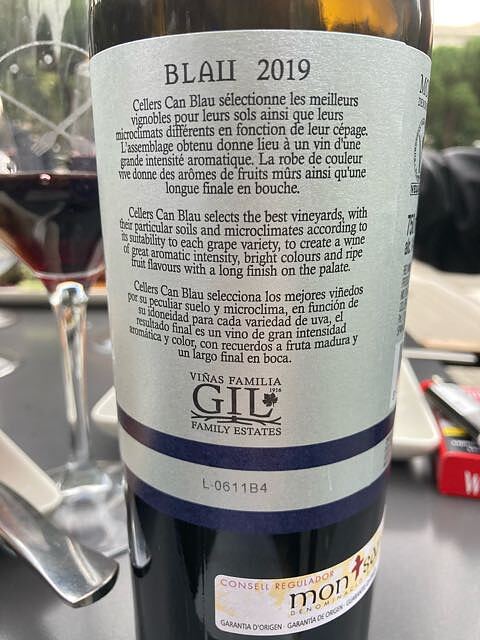 BLAU 2019
Cellers Can Blau sélectionne les meilleurs
vignobles pour leurs sols ainsi que leurs
microclimats différents en fonction de leur cépage.
L'assemblage obtenu donne lieu à un vin d'une
grande intensité aromatique. La robe de couleur
vive donne des arômes de fruits mûrs ainsi qu'une
longue finale en bouche.
Cellers Can Blau selects the best vineyards, with
their particular soils and microclimates according to
its suitability to each grape variety, to create a wine
of great aromatic intensity, bright colours and ripe
fruit flavours with a long finish on the palate.
Cellers Can Blau selecciona los mejores viñedos
por su peculiar suelo y microclima, en función de
su idoneidad para cada variedad de uva, el
resultado final es un vino de gran intensidad
aromática y color, con recuerdos a fruta madura y
un largo final en boca.
VIÑAS FAMILIA
GIL
1916
FAMILY ESTATES
L-0611B4
CONSELL REGULADOR
GARANTIA D'ORIGEN · GARANTÍA DE ORIGEN